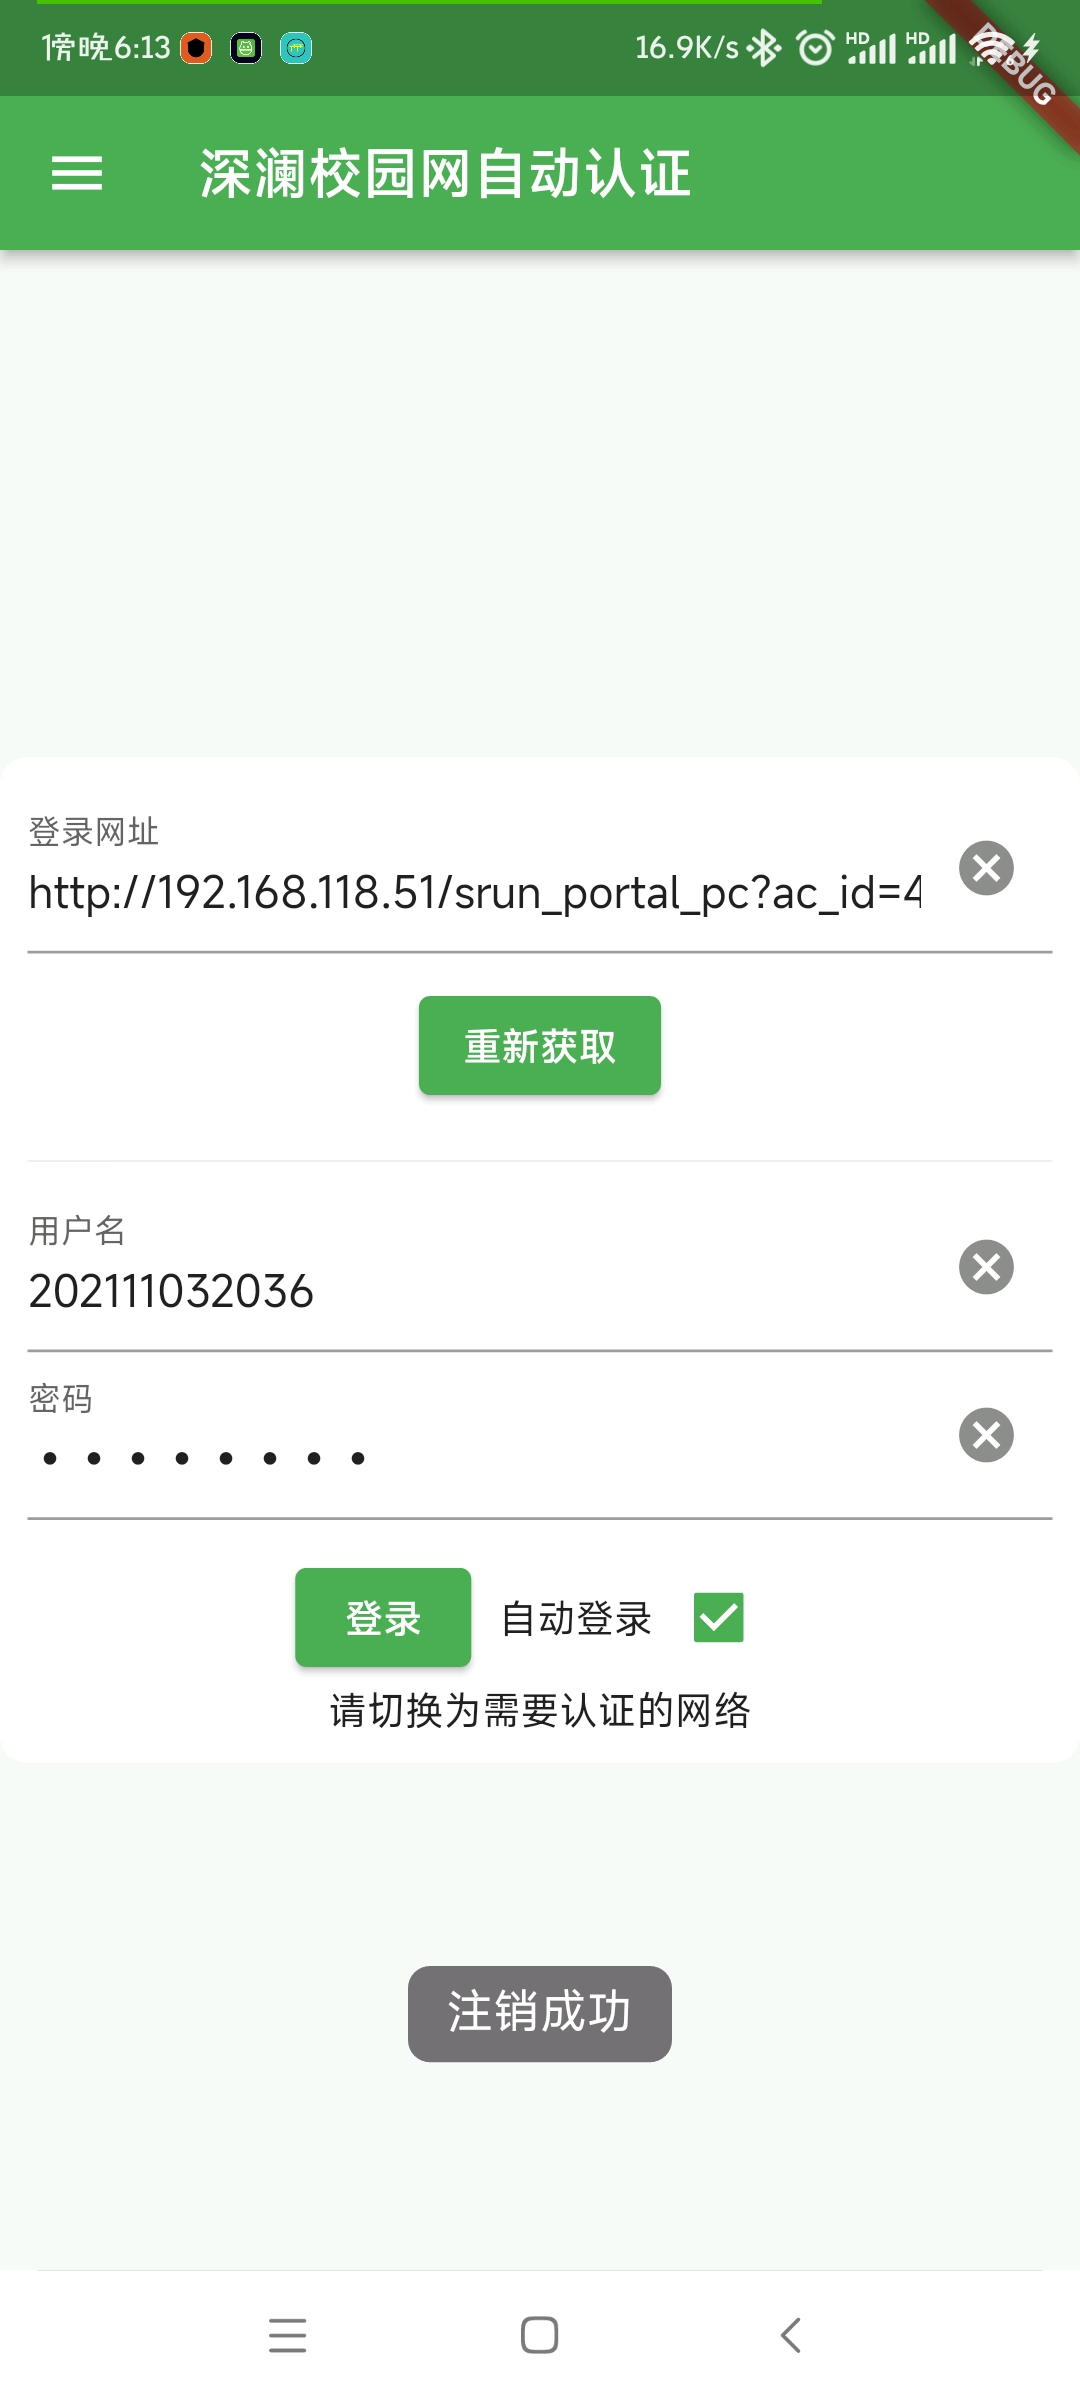 傍晚6:13
16.9K/s
HD HD
DEBUG
深澜校园网自动认证
登录网址
http://192.168.118.51/srun_portal_pc?ac_id=4
重新获取
用户名
202111032036
密码
••••••••
登录 自动登录
请切换为需要认证的网络
注销成功